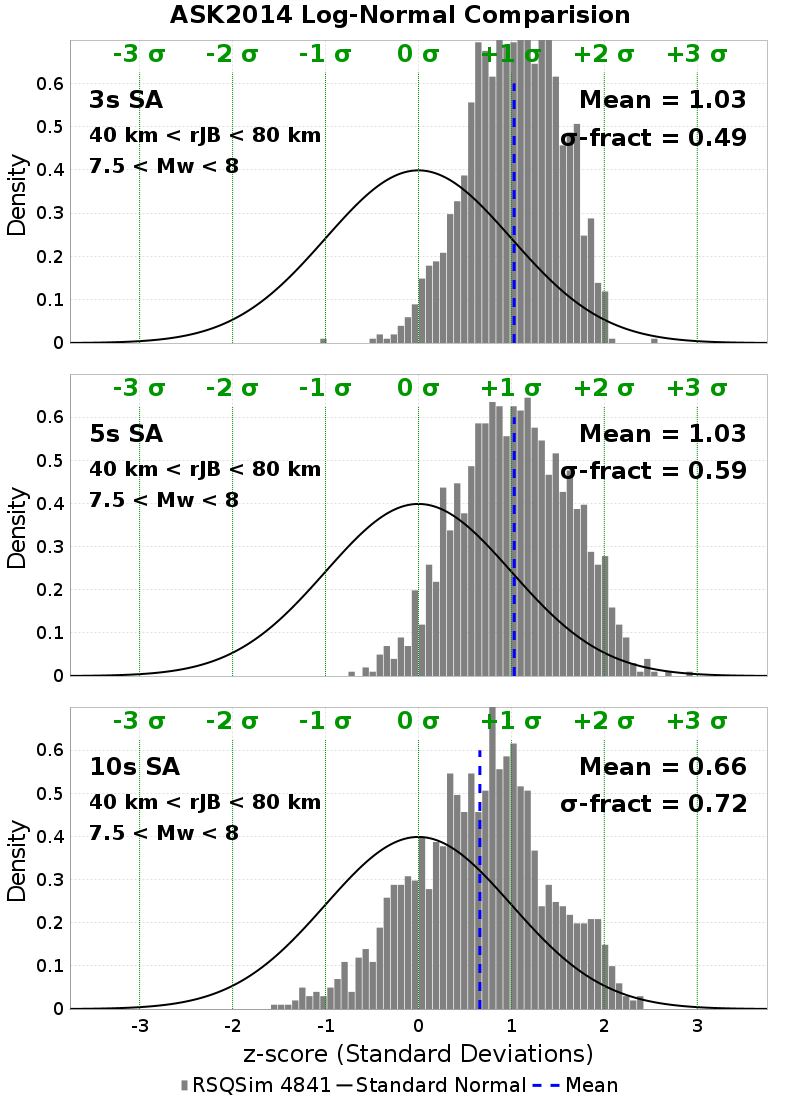 ASK2014 Log-Normal Comparision
-3 σ -2 σ -1 σ 0 σ +1 σ +2 σ +3 σ
3s SA
40 km < rJB < 80 km
7.5 < Mw < 8
Mean = 1.03
σ-fract = 0.49
Density
0.6
0.5
0.4
0.3
0.2
0.1
0
-3 σ -2 σ -1 σ 0 σ +1 σ +2 σ +3 σ
5s SA
40 km < rJB < 80 km
7.5 < Mw < 8
Mean = 1.03
σ-fract = 0.59
Density
0.6
0.5
0.4
0.3
0.2
0.1
0
-3 σ -2 σ -1 σ 0 σ +1 σ +2 σ +3 σ
10s SA
40 km < rJB < 80 km
7.5 < Mw < 8
Mean = 0.66
σ-fract = 0.72
Density
0.6
0.5
0.4
0.3
0.2
0.1
0
-3 -2 -1 0 1 2 3
z-score (Standard Deviations)
RSQSim 4841 Standard Normal Mean